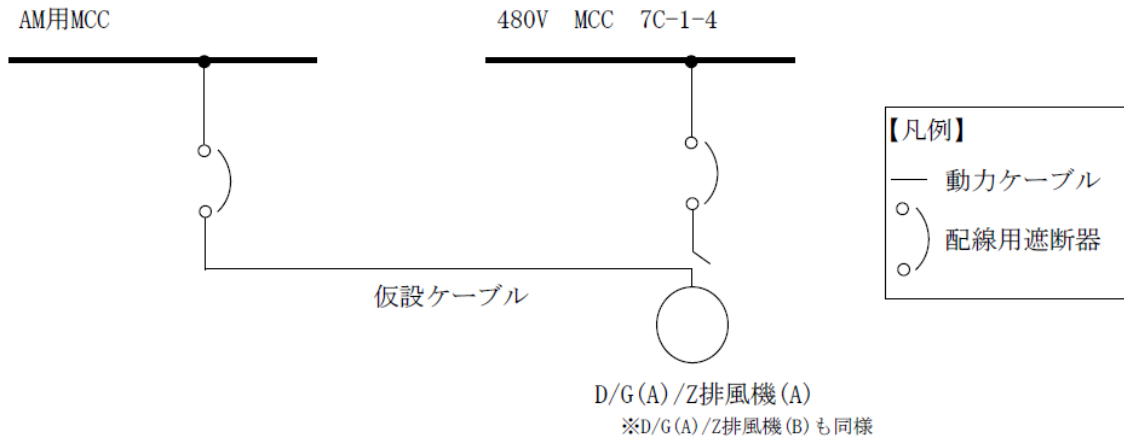 AM用MCC
480V MCC 7C-1-4
【凡例】
動力ケーブル
配線用遮断器
仮設ケーブル
D/G(A)/Z排風機(A)
※D/G(A)/Z排風機(B)も同様